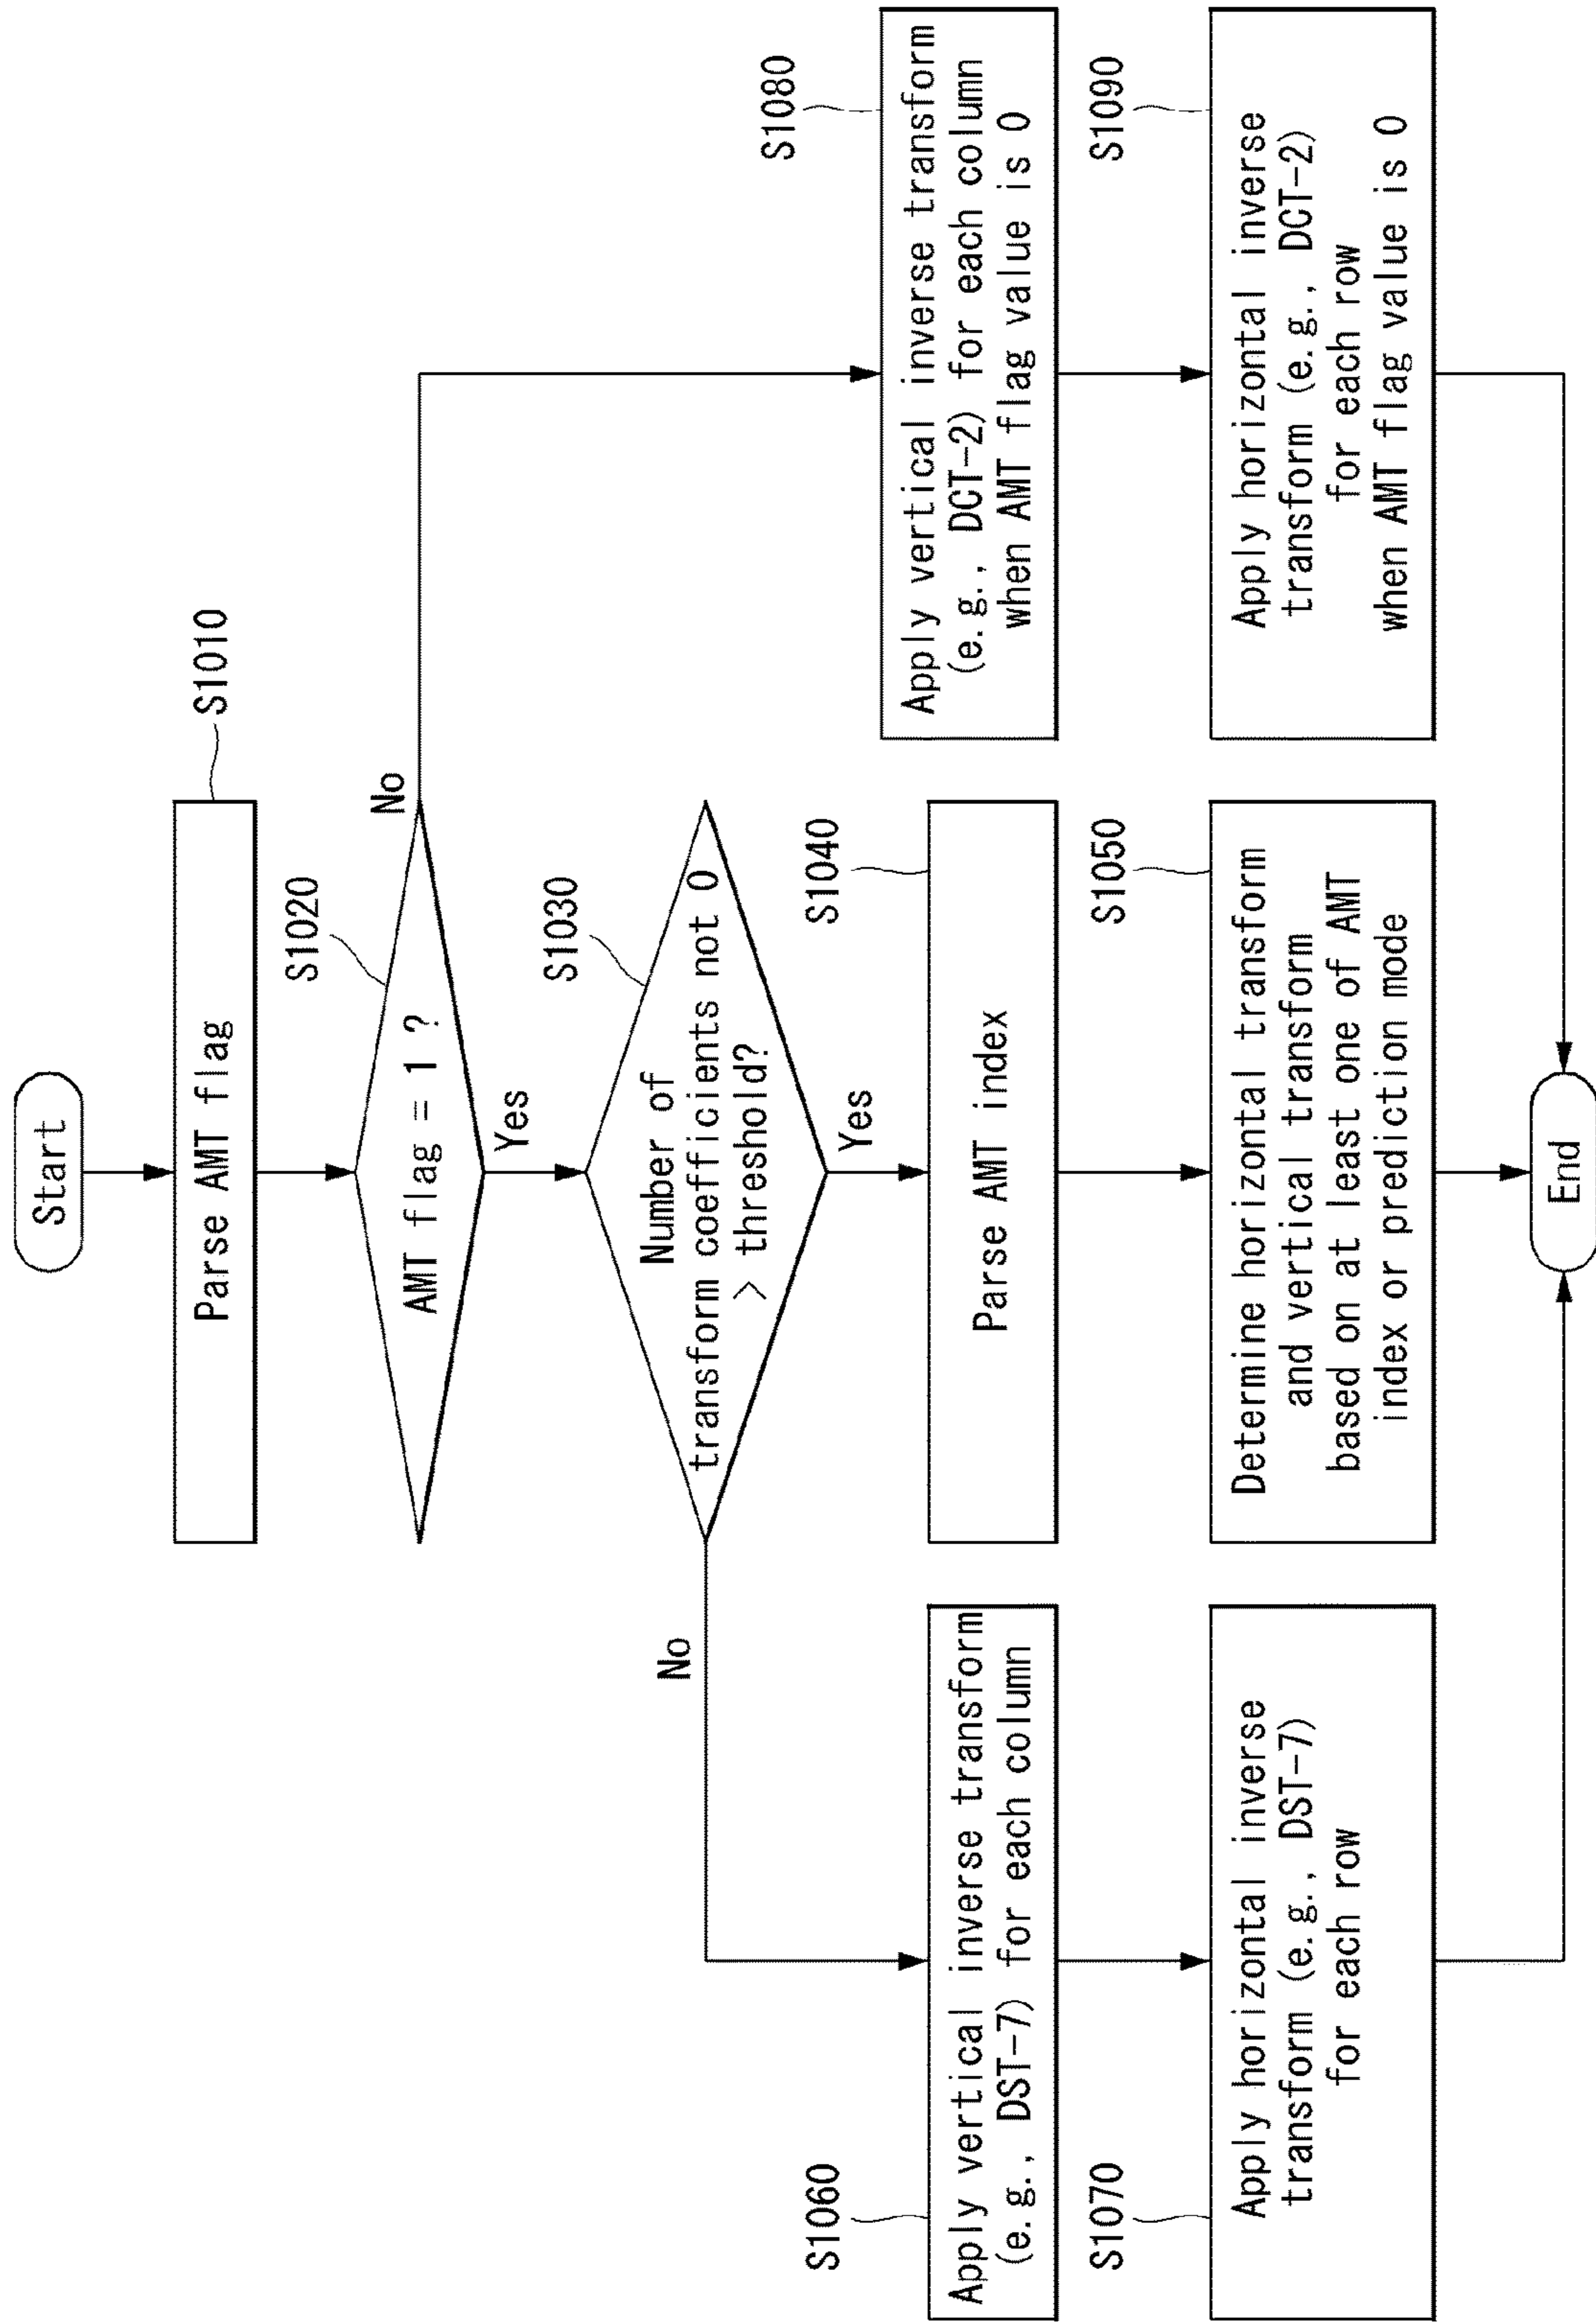 Start
Parse AMT flag
S1010
AMT flag = 1 ?
S1020
No
Yes
Number of
transform coefficients not 0
> threshold?
S1030
No
Yes
Parse AMT index
S1040
Determine horizontal transform
and vertical transform
based on at least one of AMT
index or prediction mode
S1050
Apply vertical inverse transform
(e.g., DST-7) for each column
S1060
Apply horizontal inverse
transform (e.g., DST-7)
for each row
S1070
Apply vertical inverse transform
(e.g., DCT-2) for each column
when AMT flag value is 0
S1080
Apply horizontal inverse
transform (e.g., DCT-2)
for each row
when AMT flag value is 0
S1090
End